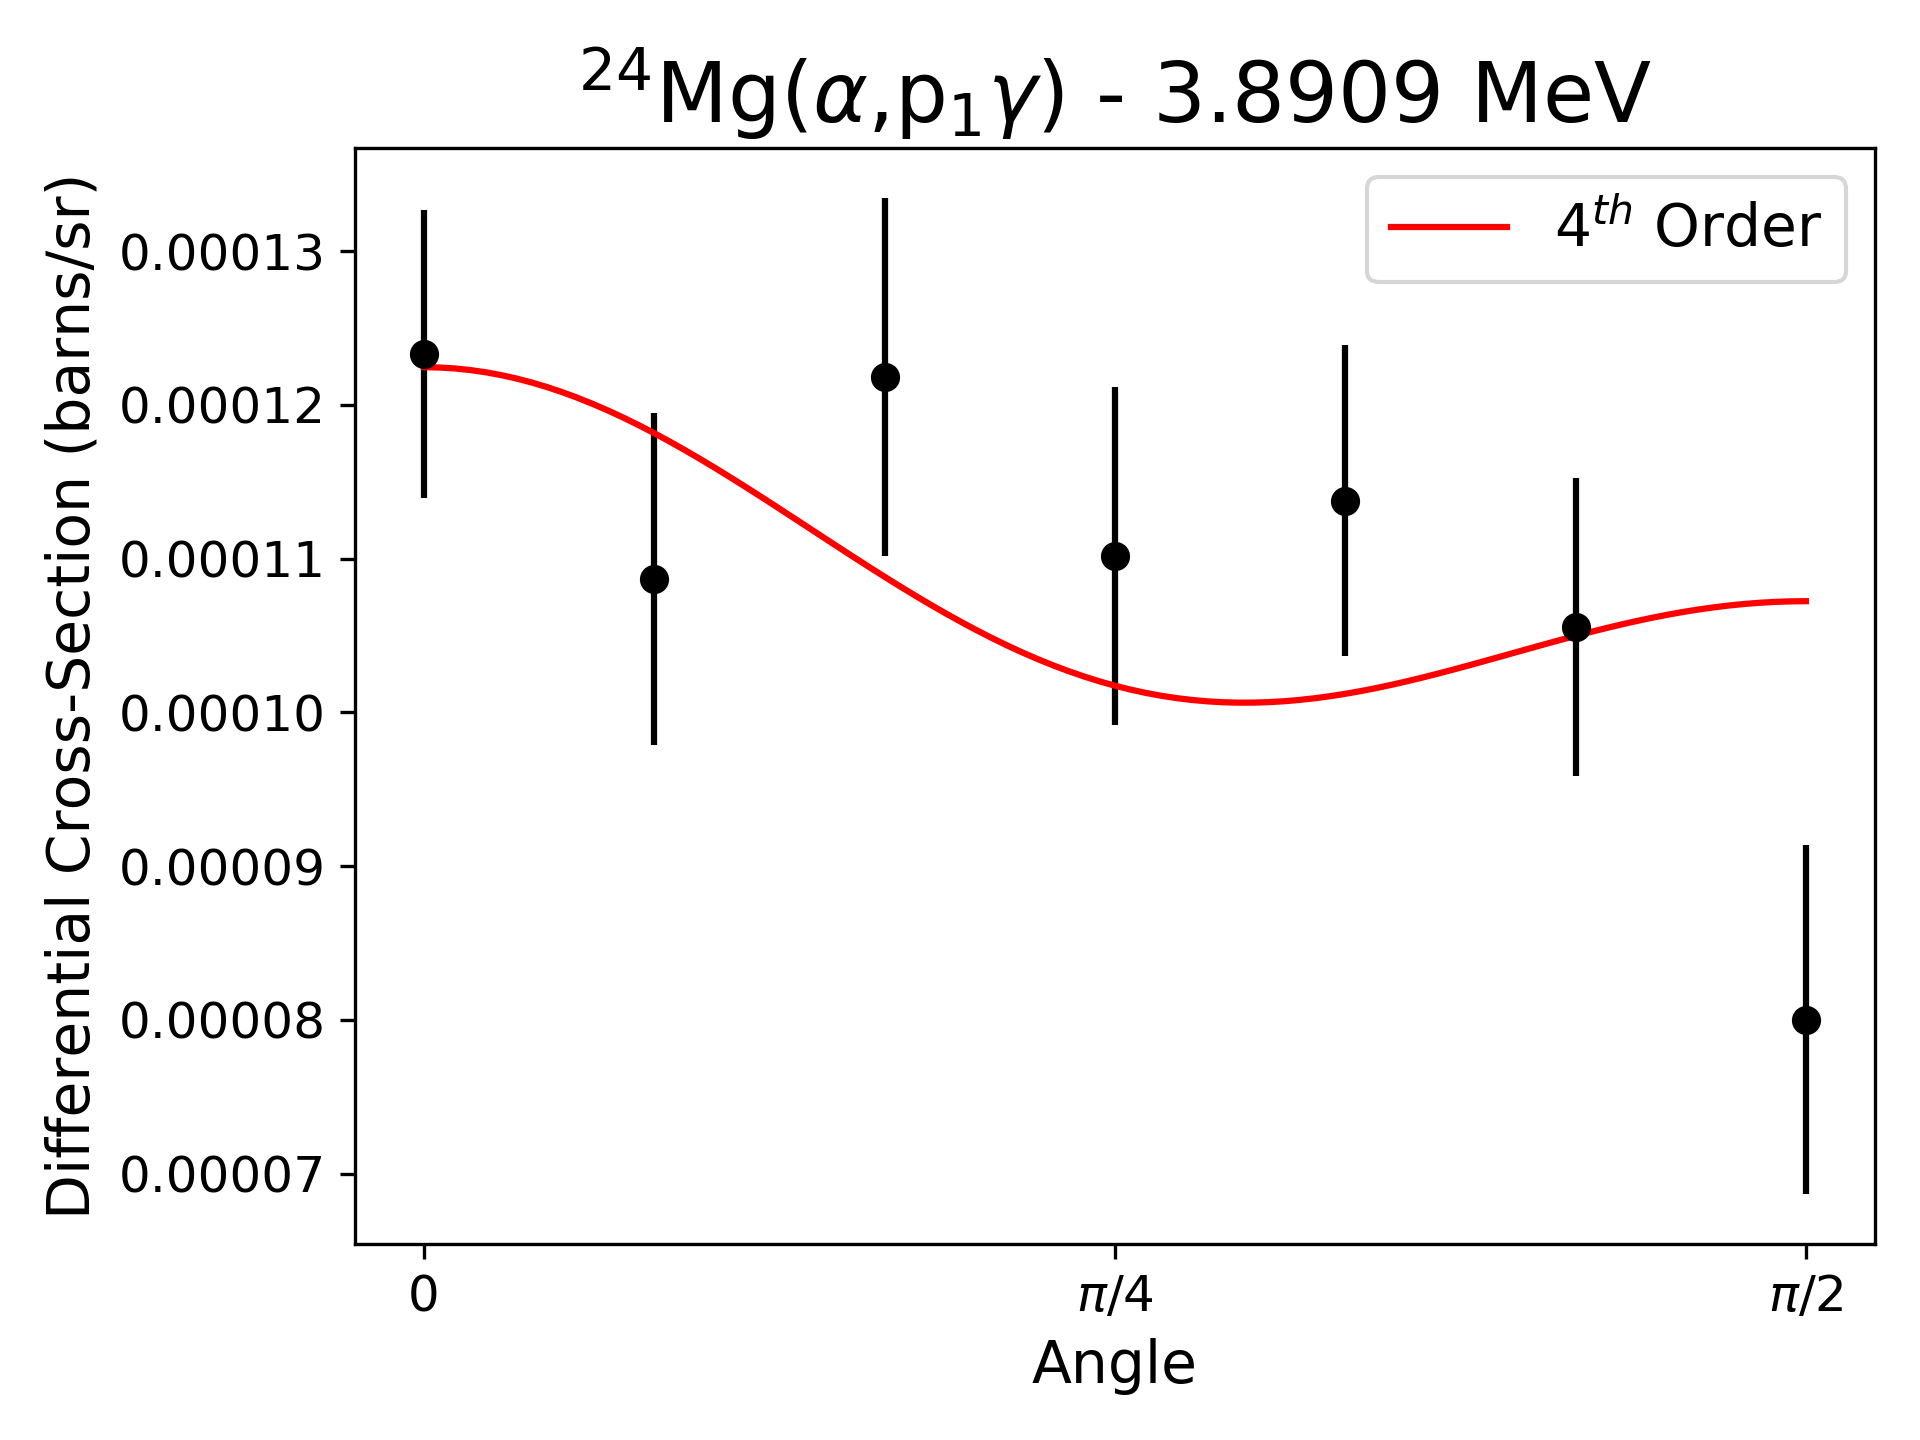 ²⁴Mg(α,p₁γ) - 3.8909 MeV
Differential Cross-Section (barns/sr)
0.00013
0.00012
0.00011
0.00010
0.00009
0.00008
0.00007
4ᵗʰ Order
0
π/4
π/2
Angle